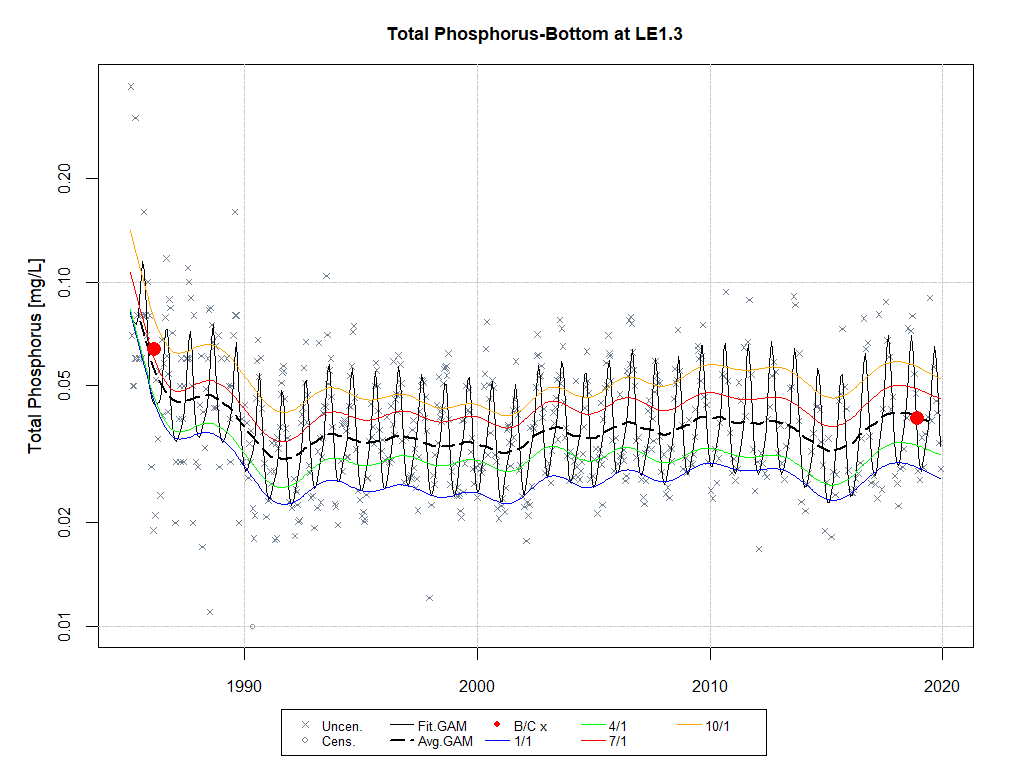 Total Phosphorus-Bottom at LE1.3
Total Phosphorus [mg/L]
0.20
0.10
0.05
0.02
0.01
1990 2000 2010 2020
Uncen. Fit.GAM B/C x 4/1 10/1
Cens. Avg.GAM 1/1 7/1